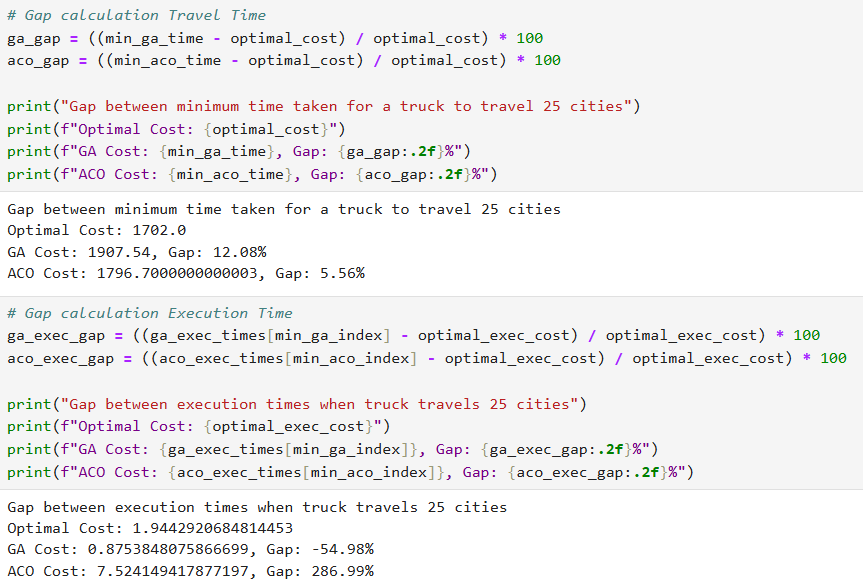 # Gap calculation Travel Time
ga_gap = ((min_ga_time - optimal_cost) / optimal_cost) * 100
aco_gap = ((min_aco_time - optimal_cost) / optimal_cost) * 100
print("Gap between minimum time taken for a truck to travel 25 cities")
print(f"Optimal Cost: {optimal_cost}")
print(f"GA Cost: {min_ga_time}, Gap: {ga_gap:.2f}%")
print(f"ACO Cost: {min_aco_time}, Gap: {aco_gap:.2f}%")
Gap between minimum time taken for a truck to travel 25 cities
Optimal Cost: 1702.0
GA Cost: 1907.54, Gap: 12.08%
ACO Cost: 1796.7000000000003, Gap: 5.56%
# Gap calculation Execution Time
ga_exec_gap = ((ga_exec_times[min_ga_index] - optimal_exec_cost) / optimal_exec_cost) * 100
aco_exec_gap = ((aco_exec_times[min_aco_index] - optimal_exec_cost) / optimal_exec_cost) * 100
print("Gap between execution times when truck travels 25 cities")
print(f"Optimal Cost: {optimal_exec_cost}")
print(f"GA Cost: {ga_exec_times[min_ga_index]}, Gap: {ga_exec_gap:.2f}%")
print(f"ACO Cost: {aco_exec_times[min_aco_index]}, Gap: {aco_exec_gap:.2f}%")
Gap between execution times when truck travels 25 cities
Optimal Cost: 1.9442920684814453
GA Cost: 0.8753848075866699, Gap: -54.98%
ACO Cost: 7.524149417877197, Gap: 286.99%